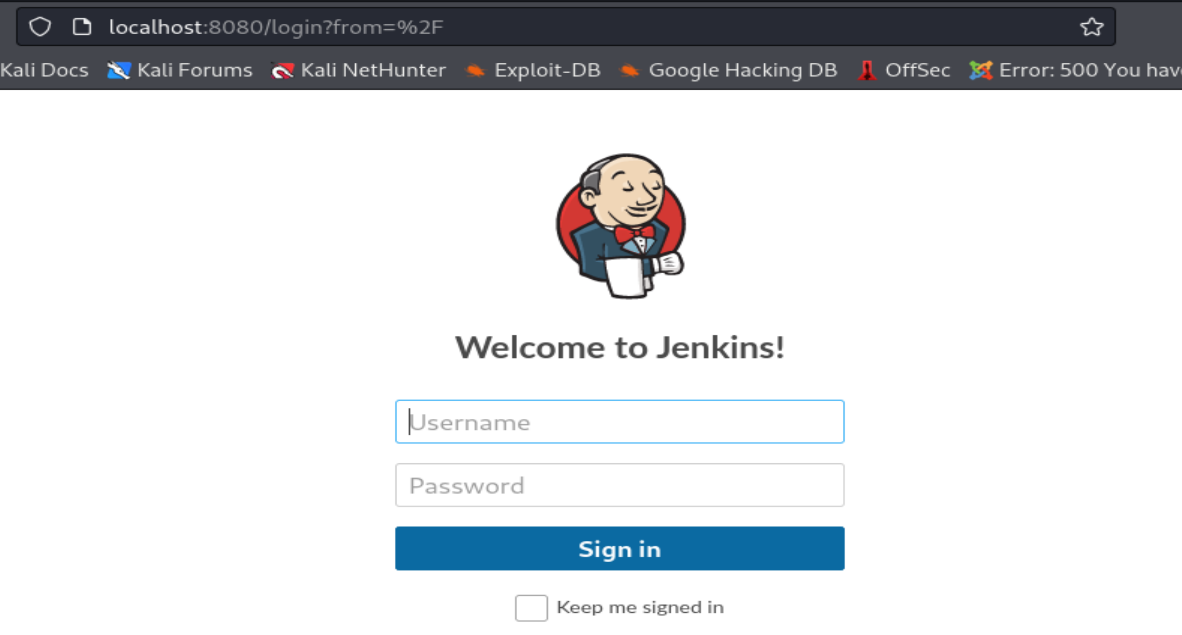 localhost:8080/login?from=%2F
Kali Docs Kali Forums Kali NetHunter Exploit-DB Google Hacking DB OffSec Error: 500 You have
Welcome to Jenkins!
Username
Password
Sign in
Keep me signed in